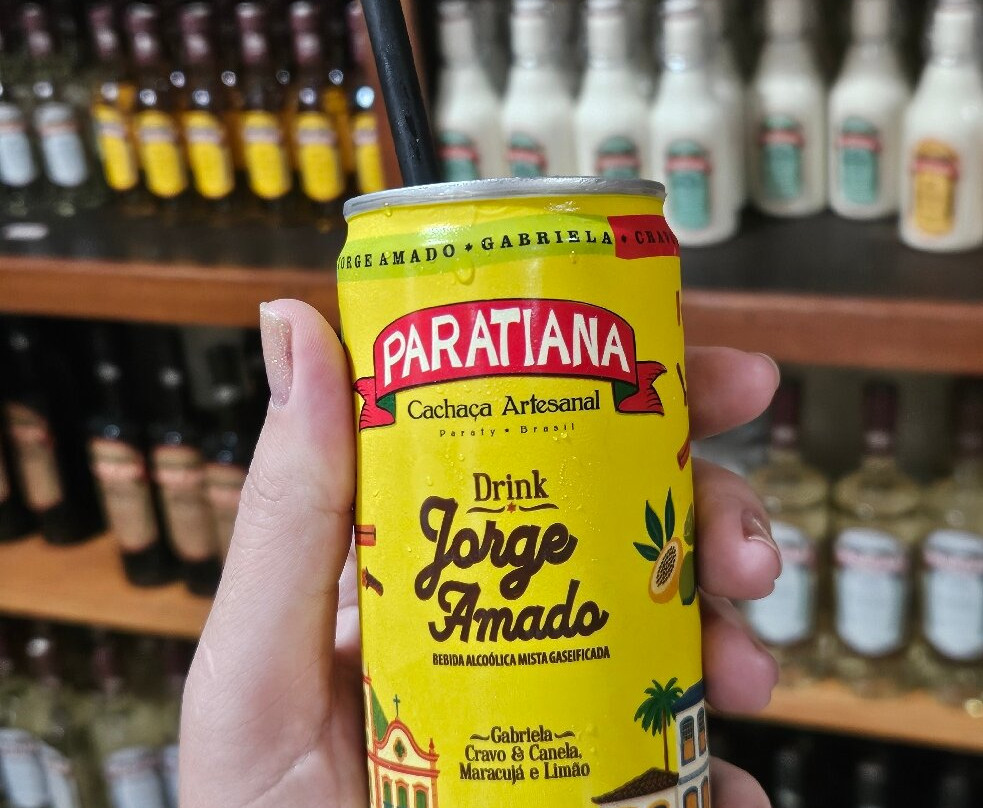 JORGE AMADO * GABRIELA * CRAVO
PARATIANA
Cachaça Artesanal
Paraty • Brasil
Drink
Jorge
Amado
BEBIDA ALCOÓLICA MISTA GASEIFICADA
Gabriela
Cravo & Canela,
Maracujá e Limão